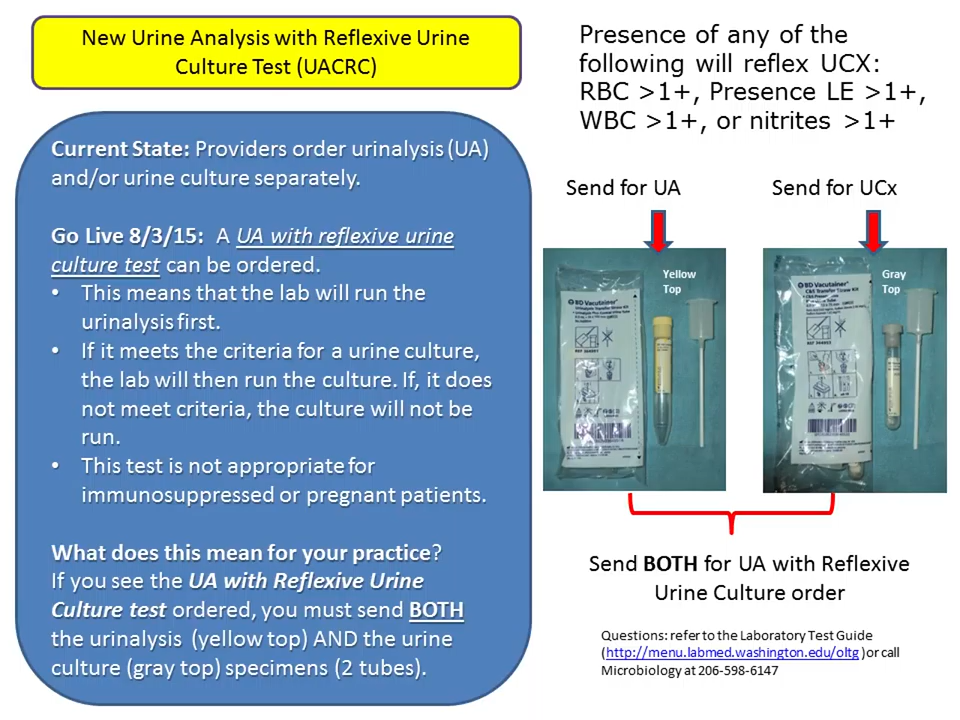 New Urine Analysis with Reflexive Urine
Culture Test (UACRC)
Current State: Providers order urinalysis (UA)
and/or urine culture separately.
Go Live 8/3/15:  A UA with reflexive urine
culture test can be ordered.
• This means that the lab will run the
urinalysis first.
• If it meets the criteria for a urine culture,
the lab will then run the culture. If, it does
not meet criteria, the culture will not be
run.
• This test is not appropriate for
immunosuppressed or pregnant patients.
What does this mean for your practice?
If you see the UA with Reflexive Urine
Culture test ordered, you must send BOTH
the urinalysis  (yellow top) AND the urine
culture (gray top) specimens (2 tubes).
Presence of any of the
following will reflex UCX:
RBC >1+, Presence LE >1+,
WBC >1+, or nitrites >1+
Send for UA
Send for UCx
Yellow
Top
BD Vacutainer
Gray
Top
BD Vacutainer
C&S Transfer Straw Kit
Send BOTH for UA with Reflexive
Urine Culture order
Questions: refer to the Laboratory Test Guide
(http://menu.labmed.washington.edu/oltg )or call
Microbiology at 206-598-6147